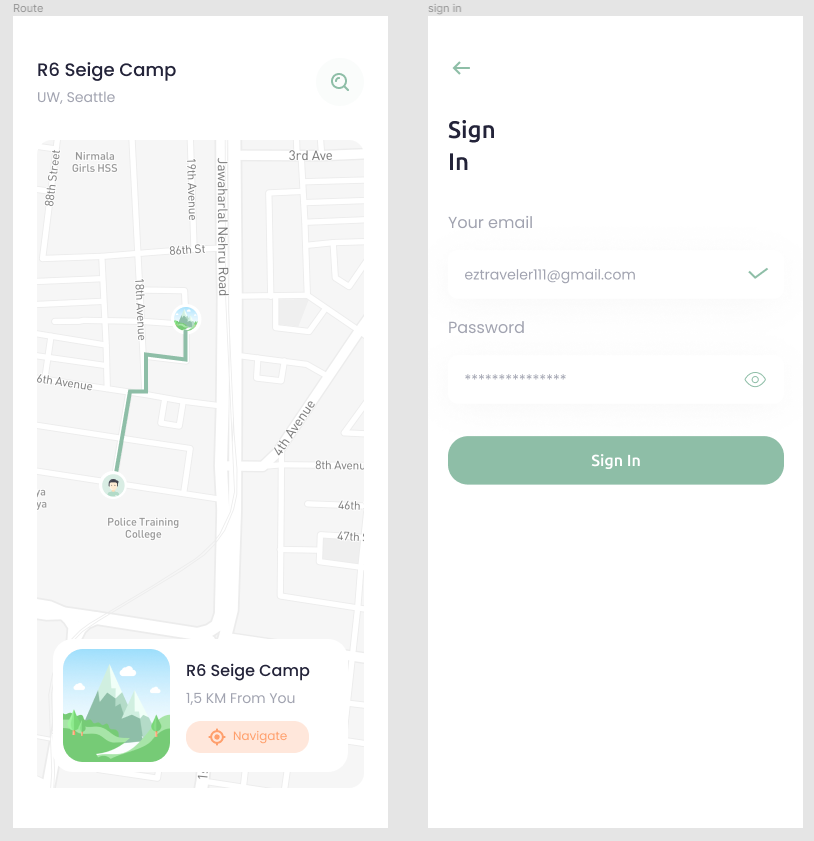 Route
R6 Seige Camp
UW, Seattle
Nirmala
Girls HSS
88th Street
19th Avenue
Jawaharlal Nehru Road
3rd Ave
86th St
18th Avenue
6th Avenue
4th Avenue
8th Avenu
ya
ya
46th
Police Training
College
47th
R6 Seige Camp
1,5 KM From You
Navigate
sign in
Sign
In
Your email
eztraveler111@gmail.com
Password
***************
Sign In